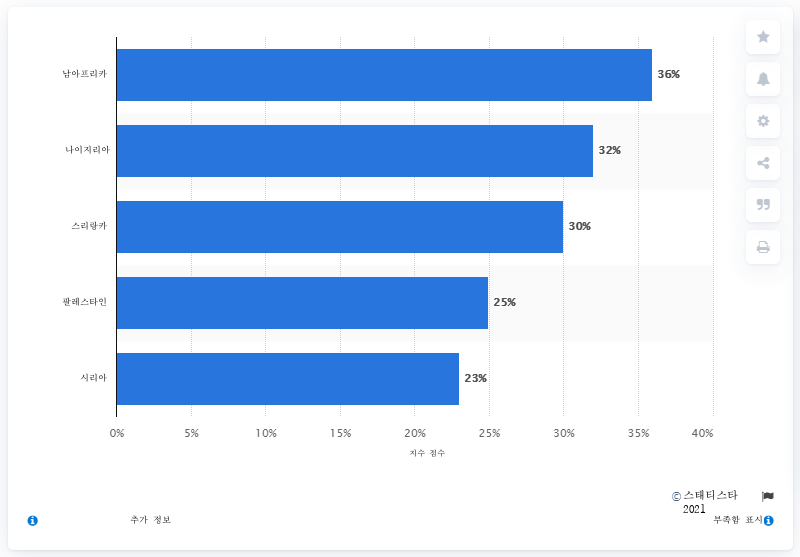 남아프리카
36%
나이지리아
32%
스리랑카
30%
팔레스타인
25%
시리아
23%
0%
5%
10%
15%
20%
25%
30%
35%
40%
지수 점수
© 스태티스타
2021
추가 정보
부족함 표시